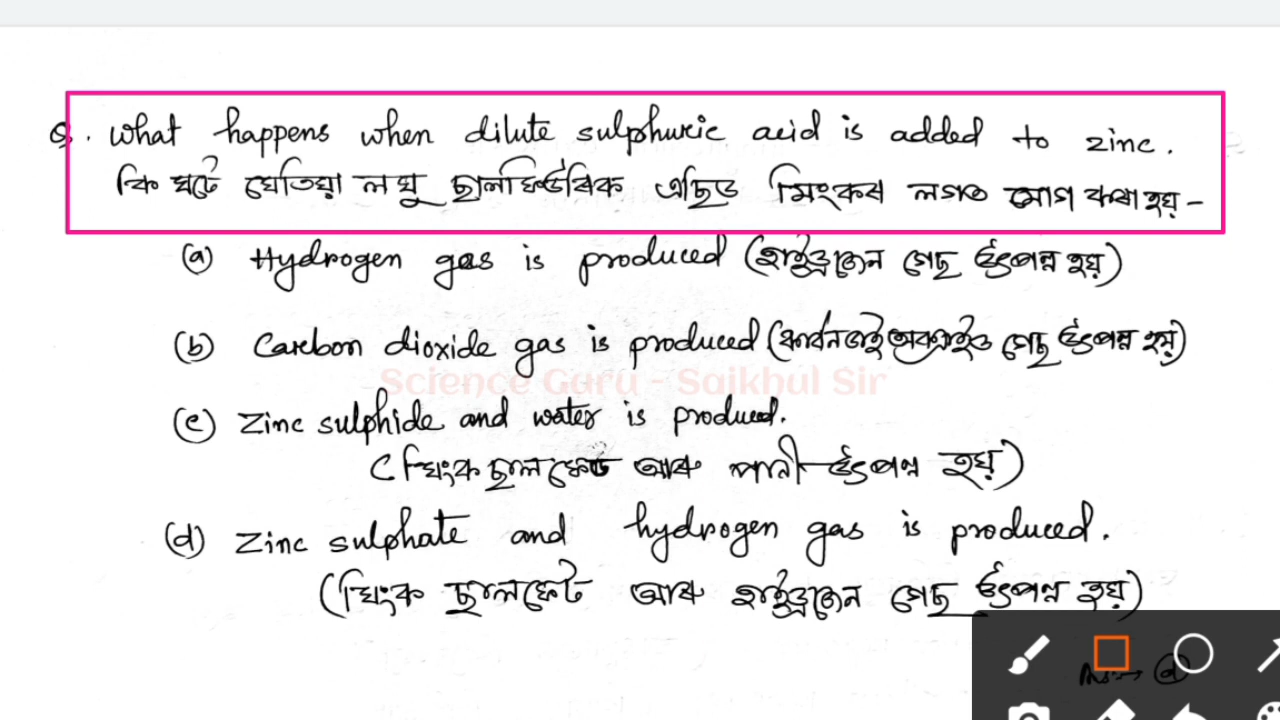 Q. What happens when dilute sulphuric acid is added to zinc.
কি ঘটে যেতিয়া লঘু ছালফিউৰিক এছিড যিংকৰ লগত যোগ কৰা হয় -
(a) Hydrogen gas is produced (হাইড্ৰজেন গেছ উৎপন্ন হয়)
(b) Carbon dioxide gas is produced (কাৰ্বনডাই অক্সাইড গেছ উৎপন্ন হয়)
Science Guru - Saikhul Sir
(c) Zinc sulphide and water is produced.
(যিংক ছালফেট আৰু পানী উৎপন্ন হয়)
(d) Zinc sulphate and hydrogen gas is produced.
(যিংক ছালফেট আৰু হাইড্ৰজেন গেছ উৎপন্ন হয়)
Ans → (d)